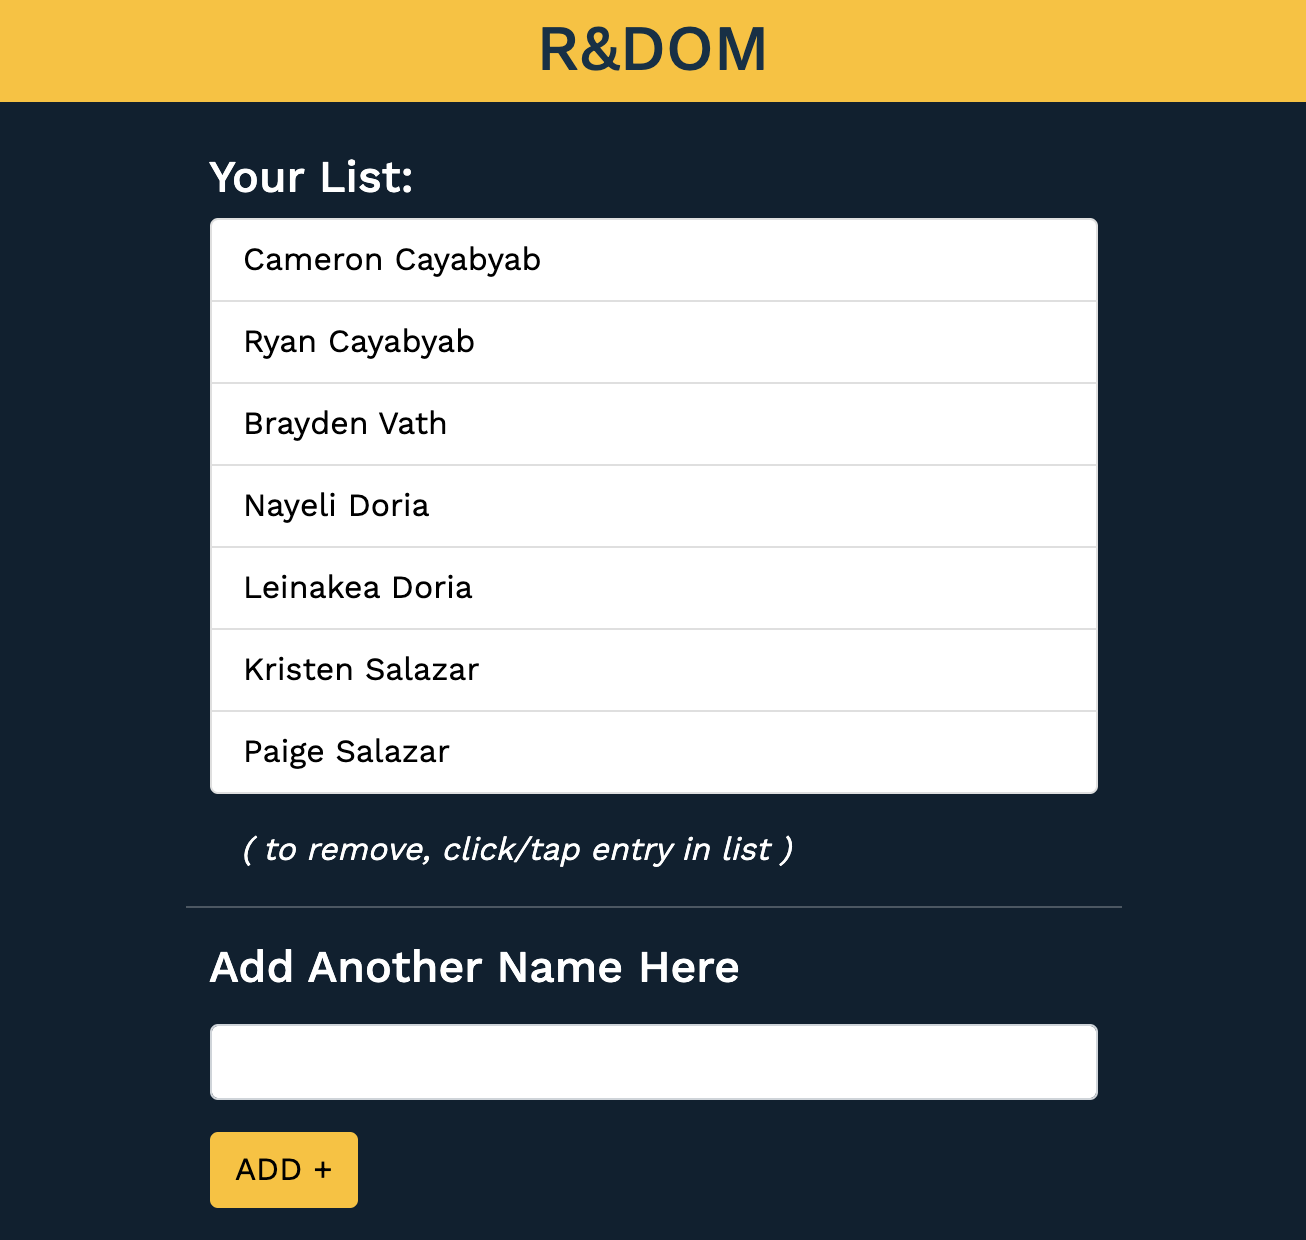 R&DOM
Your List:
Cameron Cayabyab
Ryan Cayabyab
Brayden Vath
Nayeli Doria
Leinakea Doria
Kristen Salazar
Paige Salazar
( to remove, click/tap entry in list )
Add Another Name Here
ADD +